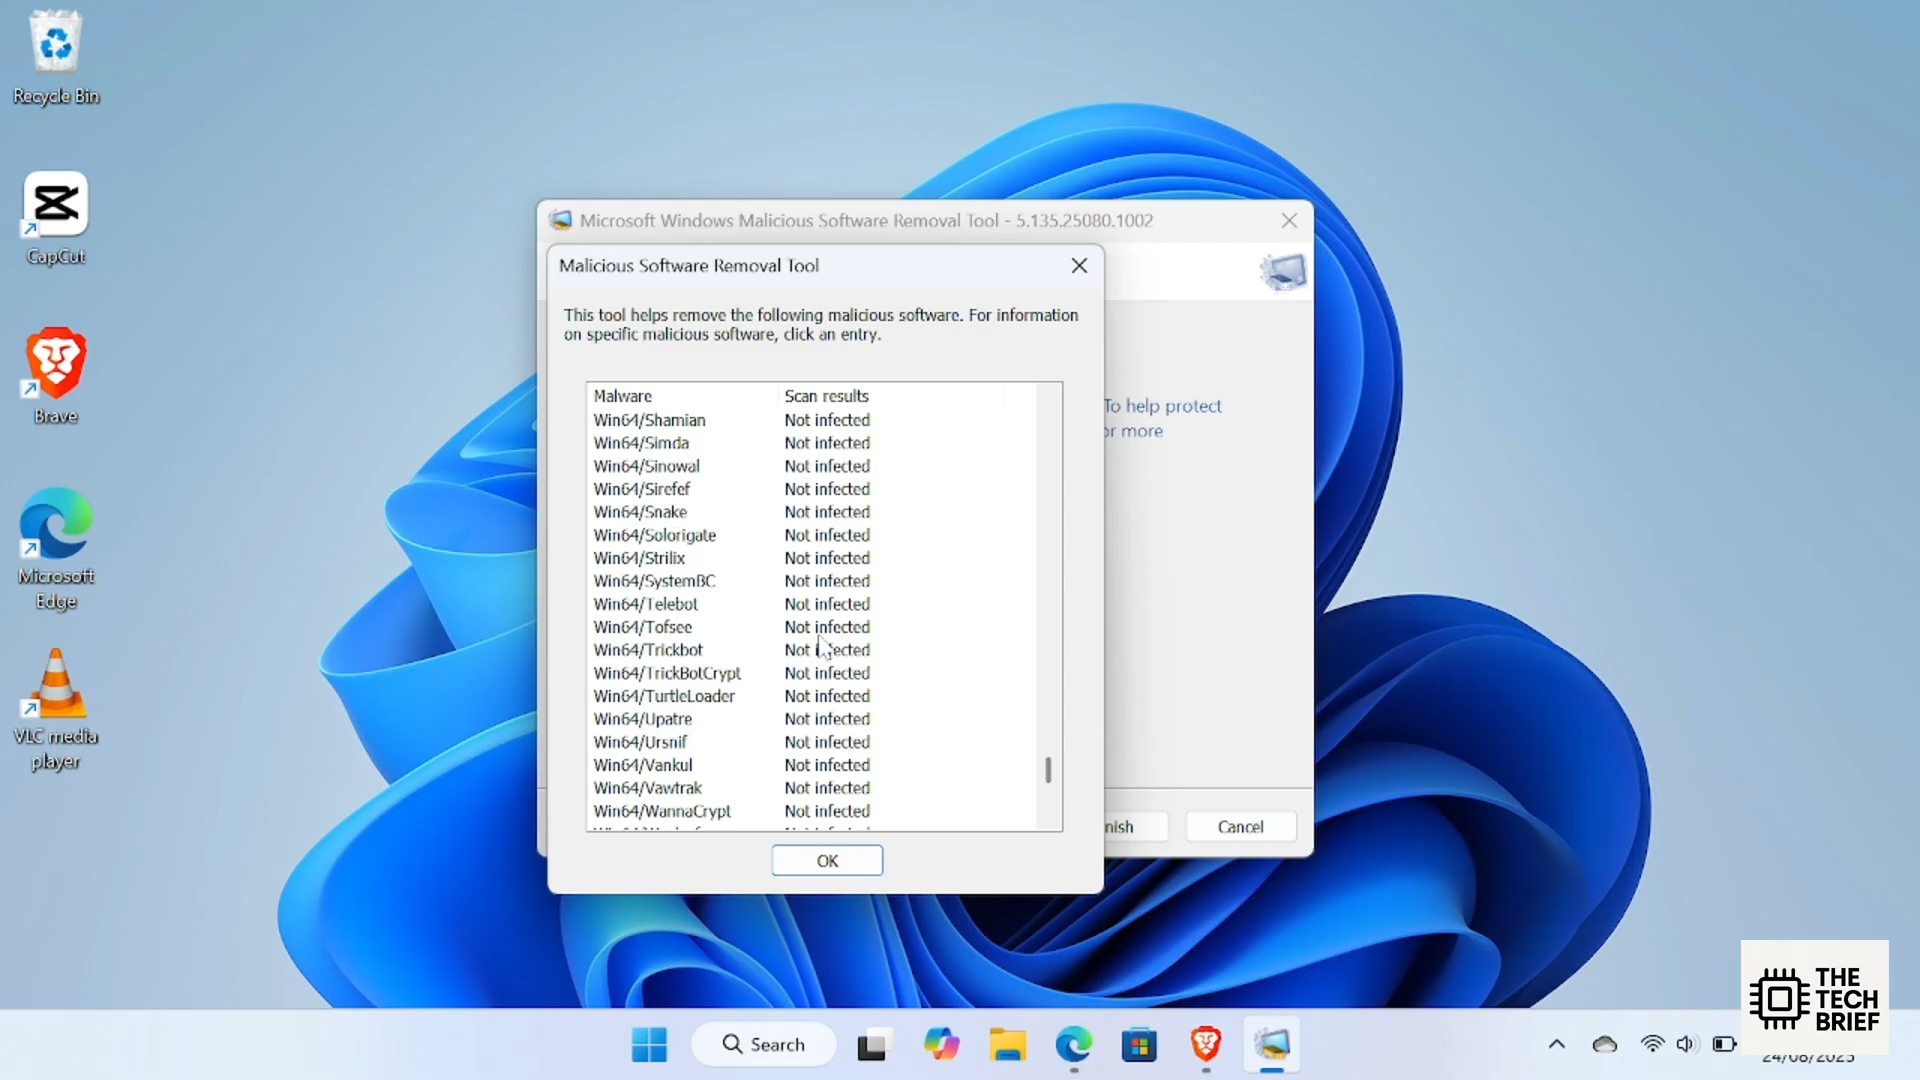 Recycle Bin
CapCut
Brave
Microsoft
Edge
VLC media
player
Microsoft Windows Malicious Software Removal Tool - 5.135.25080.1002
Malicious Software Removal Tool
This tool helps remove the following malicious software. For information
on specific malicious software, click an entry.
Malware Scan results
Win64/Shamian Not infected
Win64/Simda Not infected
Win64/Sinowal Not infected
Win64/Sirefef Not infected
Win64/Snake Not infected
Win64/Solorigate Not infected
Win64/Strilix Not infected
Win64/SystemBC Not infected
Win64/Telebot Not infected
Win64/Tofsee Not infected
Win64/Trickbot Not infected
Win64/TrickBotCrypt Not infected
Win64/TurtleLoader Not infected
Win64/Upatre Not infected
Win64/Ursnif Not infected
Win64/Vankul Not infected
Win64/Vawtrak Not infected
Win64/WannaCrypt Not infected
OK
To help protect
or more
nish
Cancel
Search
THE
TECH
BRIEF
24/08/2025